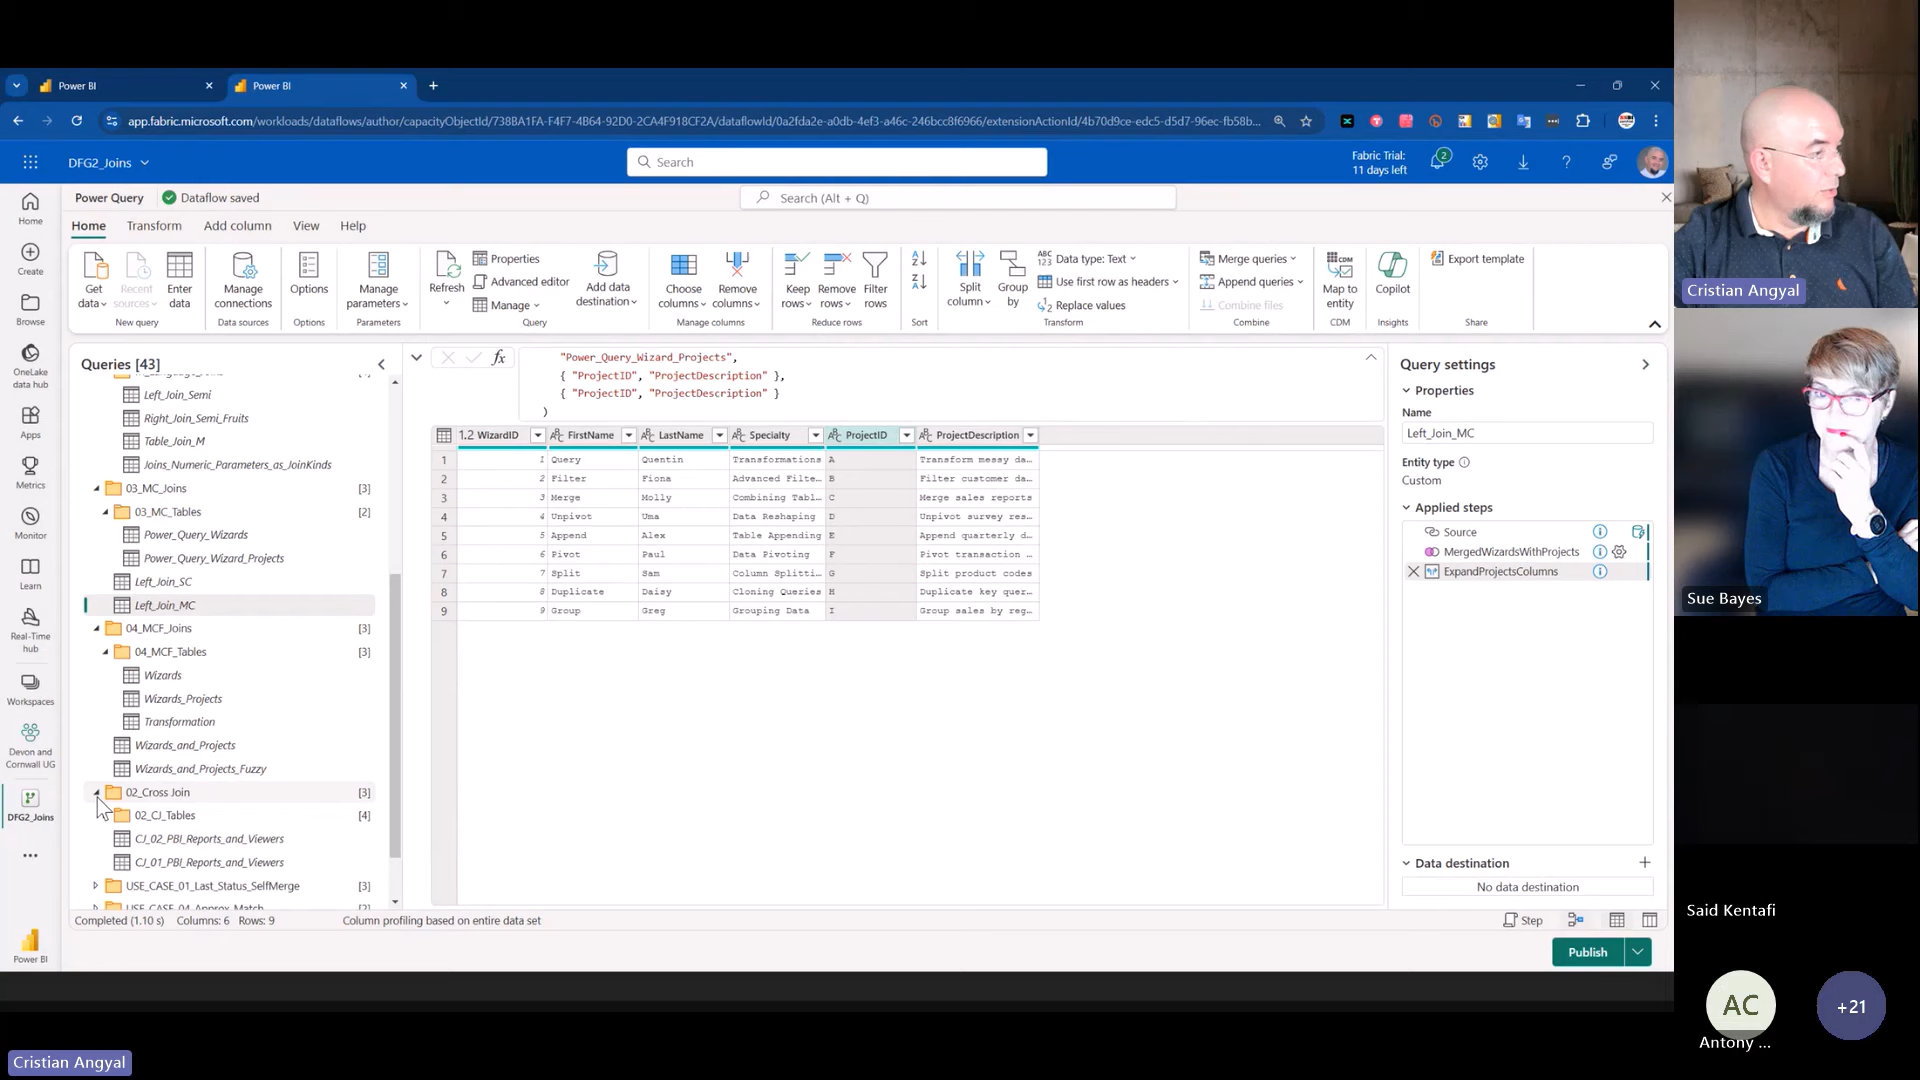 Power BI
Power BI
app.fabric.microsoft.com/workloads/dataflows/author/capacityObjectId/738BA1FA-F4F7-4B64-92D0-2CA4F918CF2A/dataflowId/0a2fda2e-a0db-4ef3-a46c-246bcc8f6966/extensionActionId/4b70d9ce-edc5-d5d7-96ec-fb58b...
DFG2_Joins
Search
Fabric Trial:
11 days left
2
Power Query
Dataflow saved
Search (Alt + Q)
Home
Transform
Add column
View
Help
Get data
Recent sources
Enter data
New query
Manage connections
Data sources
Options
Options
Manage parameters
Parameters
Refresh
Properties
Advanced editor
Manage
Query
Add data destination
Choose columns
Remove columns
Manage columns
Keep rows
Remove rows
Filter rows
Reduce rows
Sort
Split column
Group by
Data type: Text
Use first row as headers
Replace values
Transform
Merge queries
Append queries
Combine files
Combine
Map to entity
CDM
Copilot
Insights
Export template
Share
Home
Create
Browse
OneLake data hub
Apps
Metrics
Monitor
Learn
Real-Time hub
Workspaces
Devon and Cornwall UG
DFG2_Joins
Power BI
Queries [43]
Left_Join_Semi
Right_Join_Semi_Fruits
Table_Join_M
Joins_Numeric_Parameters_as_JoinKinds
03_MC_Joins [3]
03_MC_Tables [2]
Power_Query_Wizards
Power_Query_Wizard_Projects
Left_Join_SC
Left_Join_MC
04_MCF_Joins [3]
04_MCF_Tables [3]
Wizards
Wizards_Projects
Transformation
Wizards_and_Projects
Wizards_and_Projects_Fuzzy
02_Cross Join [3]
02_CJ_Tables [4]
CJ_02_PBI_Reports_and_Viewers
CJ_01_PBI_Reports_and_Viewers
USE_CASE_01_Last_Status_SelfMerge [3]
fx
"Power_Query_Wizard_Projects",
{ "ProjectID", "ProjectDescription" },
{ "ProjectID", "ProjectDescription" }
)
1.2 WizardID FirstName LastName Specialty ProjectID ProjectDescription
1 1 Query Quentin Transformations A Transform messy da...
2 2 Filter Fiona Advanced Filte... B Filter customer da...
3 3 Merge Molly Combining Tabl... C Merge sales reports
4 4 Unpivot Uma Data Reshaping D Unpivot survey res...
5 5 Append Alex Table Appending E Append quarterly d...
6 6 Pivot Paul Data Pivoting F Pivot transaction ...
7 7 Split Sam Column Splitti... G Split product codes
8 8 Duplicate Daisy Cloning Queries H Duplicate key quer...
9 9 Group Greg Grouping Data I Group sales by reg...
Query settings
Properties
Name
Left_Join_MC
Entity type
Custom
Applied steps
Source
MergedWizardsWithProjects
ExpandProjectsColumns
Data destination
No data destination
Completed (1.10 s) Columns: 6 Rows: 9
Column profiling based on entire data set
Step
Publish
Cristian Angyal
Sue Bayes
Said Kentafi
AC
Antony ...
+21
Cristian Angyal